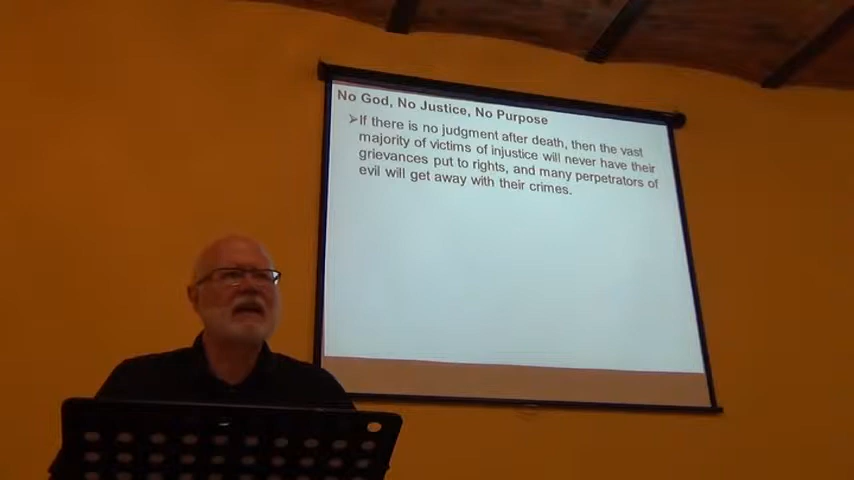 No God, No Justice, No Purpose
➢If there is no judgment after death, then the vast
majority of victims of injustice will never have their
grievances put to rights, and many perpetrators of
evil will get away with their crimes.